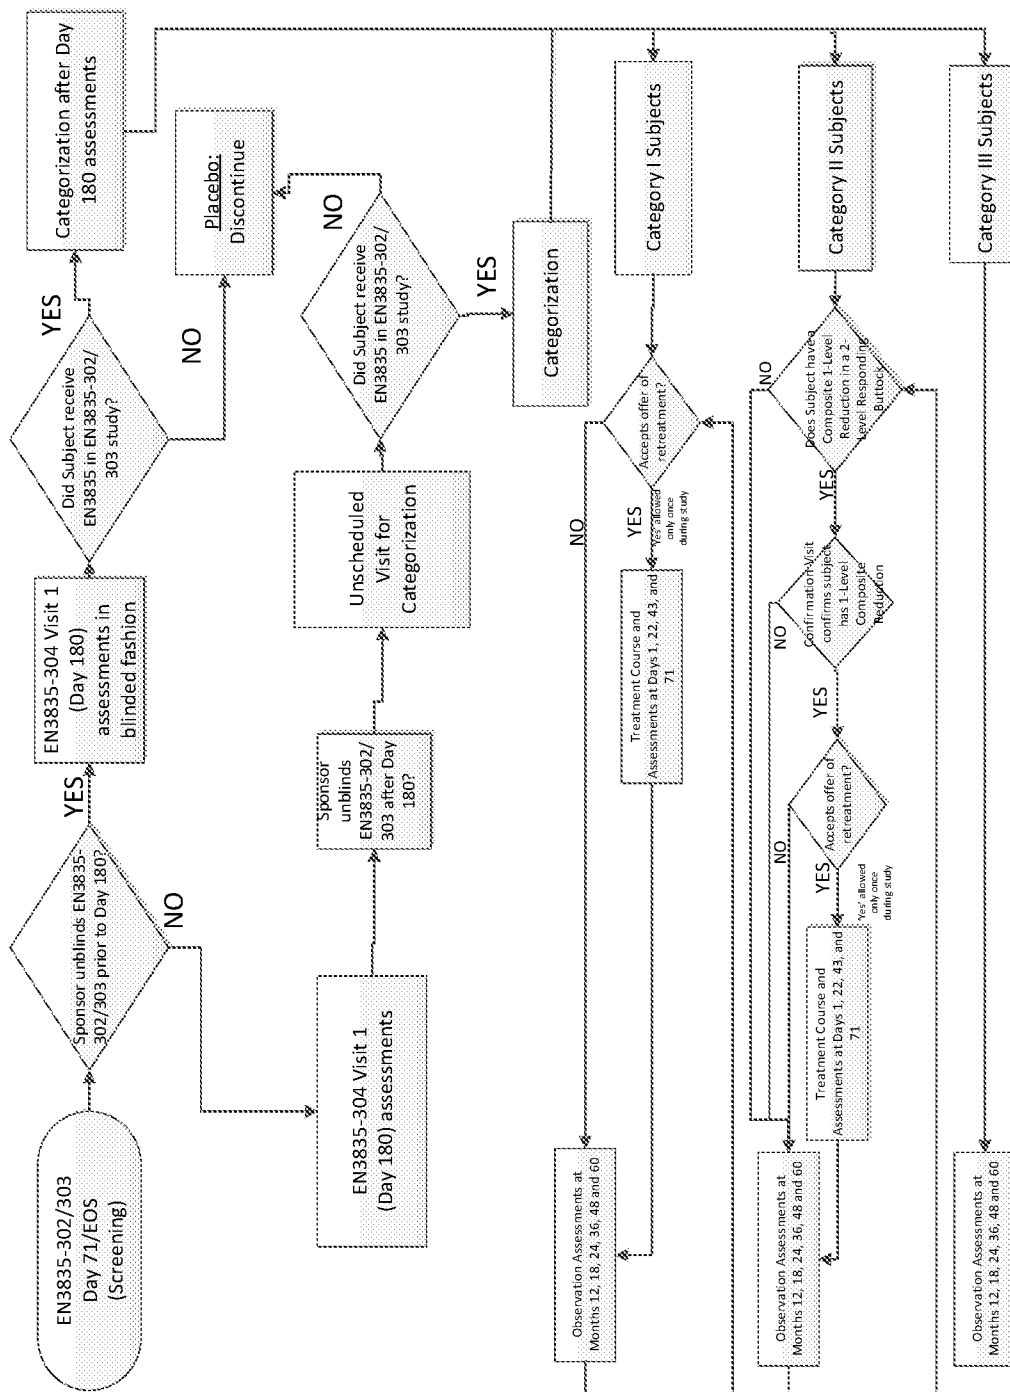 EN3835-302/303
Day 71/EOS
(Screening)
Sponsor unblinds EN3835-
302/303 prior to Day 180?
YES
NO
EN3835-304 Visit 1
(Day 180)
assessments in
blinded fashion
Did Subject receive
EN3835 in EN3835-302/
303 study?
YES
NO
Categorization after Day
180 assessments
Placebo:
Discontinue
EN3835-304 Visit 1
(Day 180) assessments
Sponsor
unblinds
EN3835-302/
303 after Day
180?
Unscheduled
Visit for
Categorization
Did Subject receive
EN3835 in EN3835-302/
303 study?
NO
YES
Categorization
Category I Subjects
Accepts offer of
retreatment?
NO
YES
'Yes' allowed
only once
during study
Treatment Course and
Assessments at Days 1, 22, 43, and
71
Observation Assessments at
Months 12, 18, 24, 36, 48 and 60
Category II Subjects
Does Subject have a
Composite 1-Level
Reduction in a 2-
Level Responding
Buttock
NO
YES
Confirmation Visit
confirms subject
has 1-Level
Composite
Reduction
NO
YES
Accepts offer of
retreatment?
NO
YES
'Yes' allowed
only once
during study
Treatment Course and
Assessments at Days 1, 22, 43, and
71
Observation Assessments at
Months 12, 18, 24, 36, 48 and 60
Category III Subjects
Observation Assessments at
Months 12, 18, 24, 36, 48 and 60